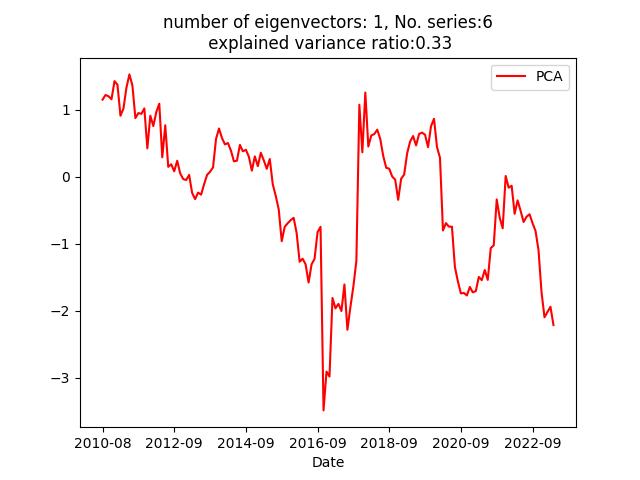 number of eigenvectors: 1, No. series:6
explained variance ratio:0.33
PCA
1
0
−1
−2
−3
2010-08 2012-09 2014-09 2016-09 2018-09 2020-09 2022-09
Date